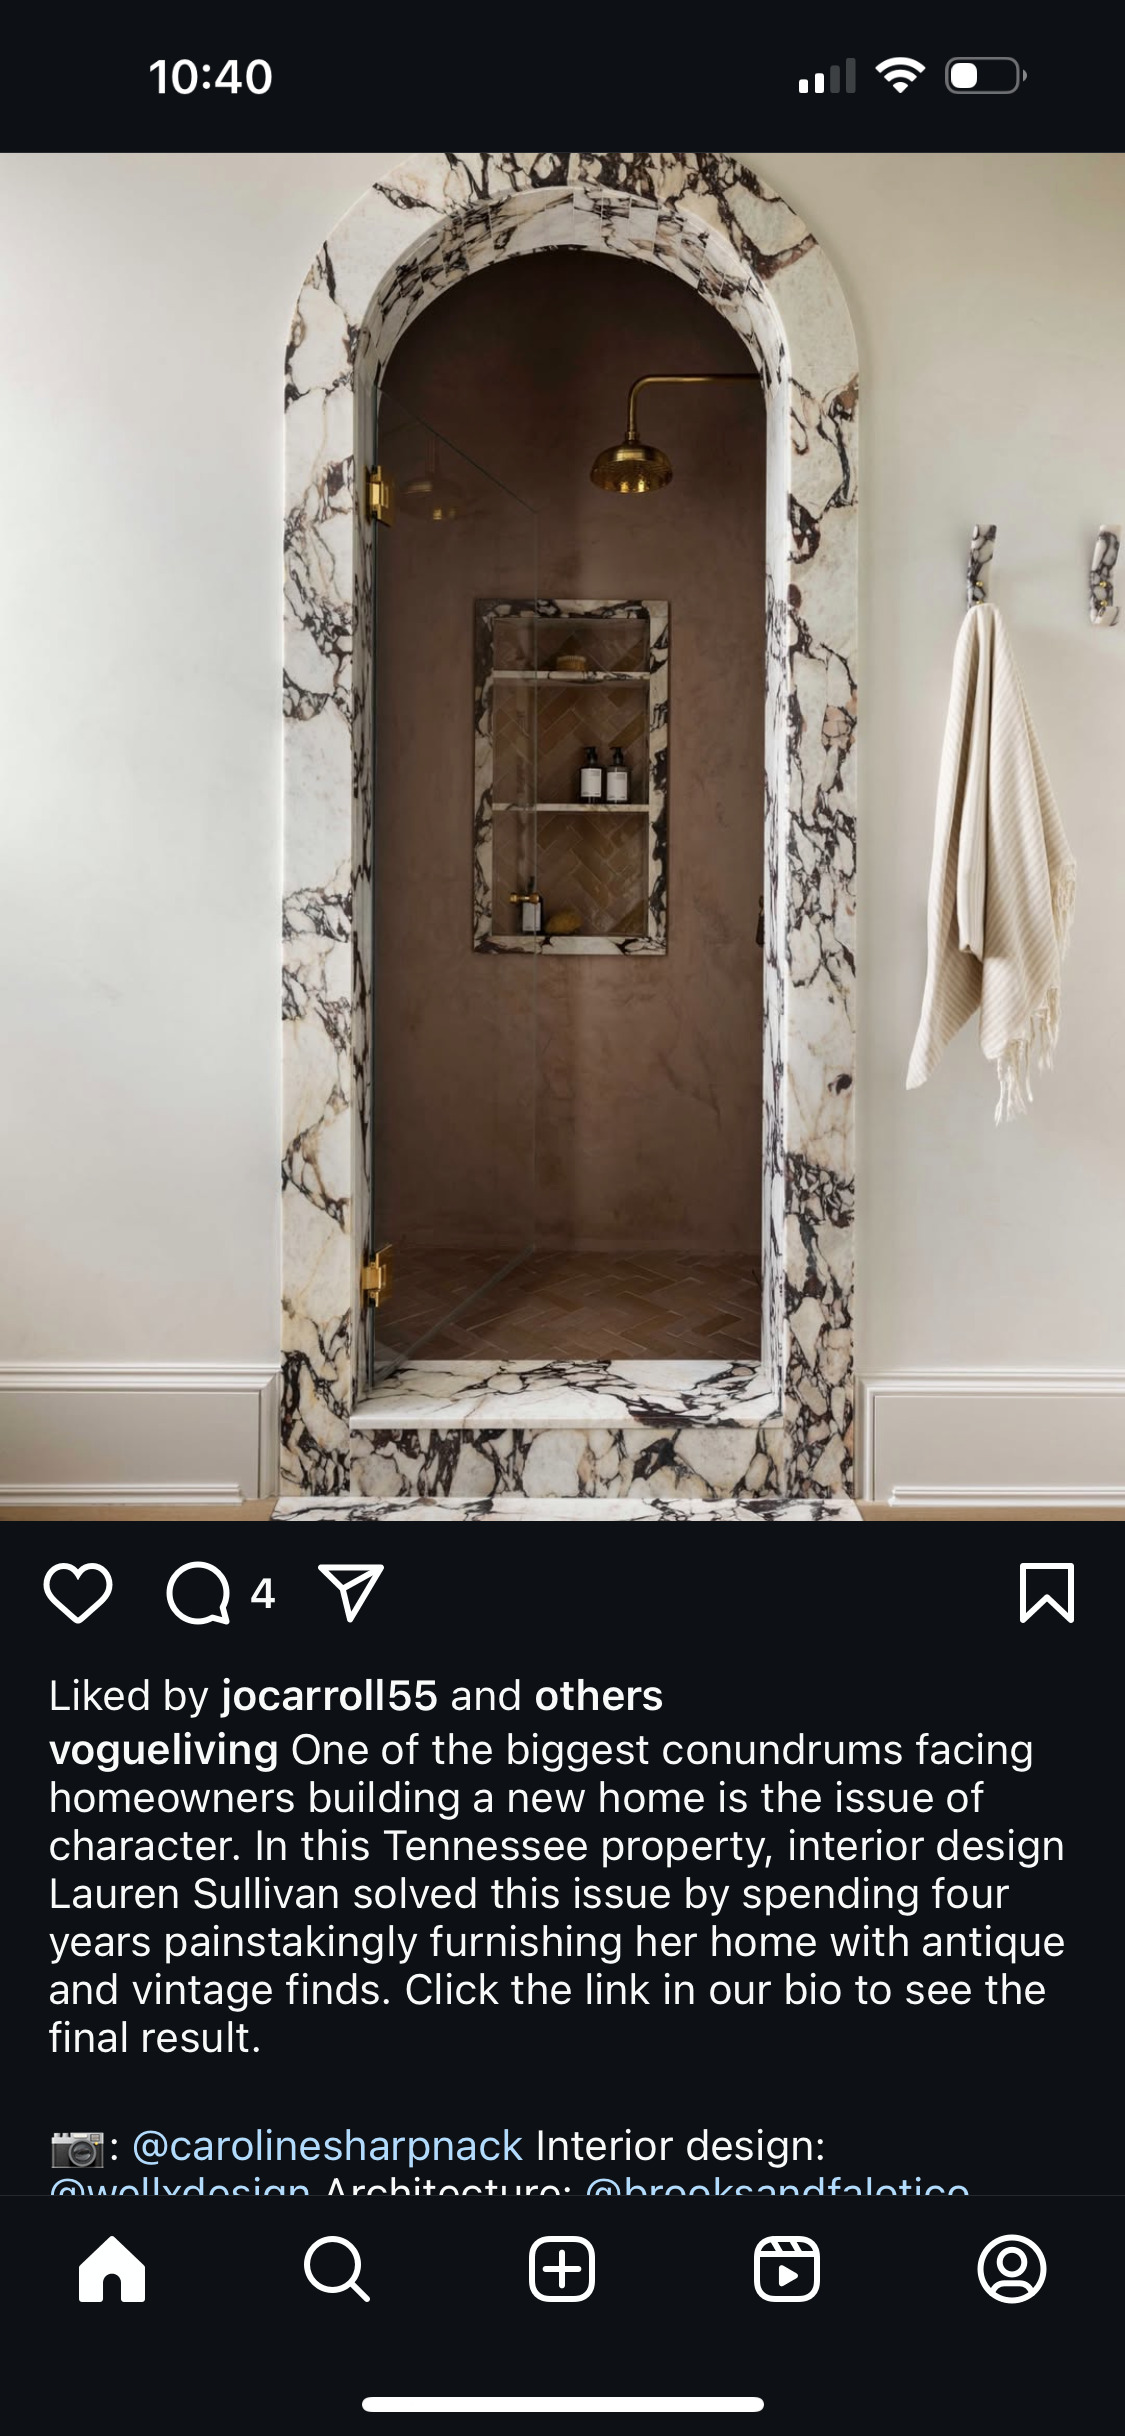 10:40
4
Liked by jocarroll55 and others
vogueliving One of the biggest conundrums facing
homeowners building a new home is the issue of
character. In this Tennessee property, interior design
Lauren Sullivan solved this issue by spending four
years painstakingly furnishing her home with antique
and vintage finds. Click the link in our bio to see the
final result.
📷: @carolinesharpnack Interior design:
@wellxdesign Architecture: @brooksandfalotico